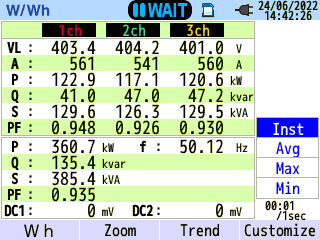 W/Wh WAIT 24/06/2022
14:42:26
1ch 2ch 3ch
VL: 403.4 404.2 401.0 V
A : 561 541 560 A
P : 122.9 117.1 120.6 kW
Q : 41.0 47.0 47.2 kvar
S : 129.6 126.3 129.5 kVA
PF: 0.948 0.926 0.930
P : 360.7 kW f : 50.12 Hz
Q : 135.4 kvar
S : 385.4 kVA
PF: 0.935
DC1: 0 mV DC2: 0 mV
Inst
Avg
Max
Min
00:01
/1sec
Wh Zoom Trend Customize